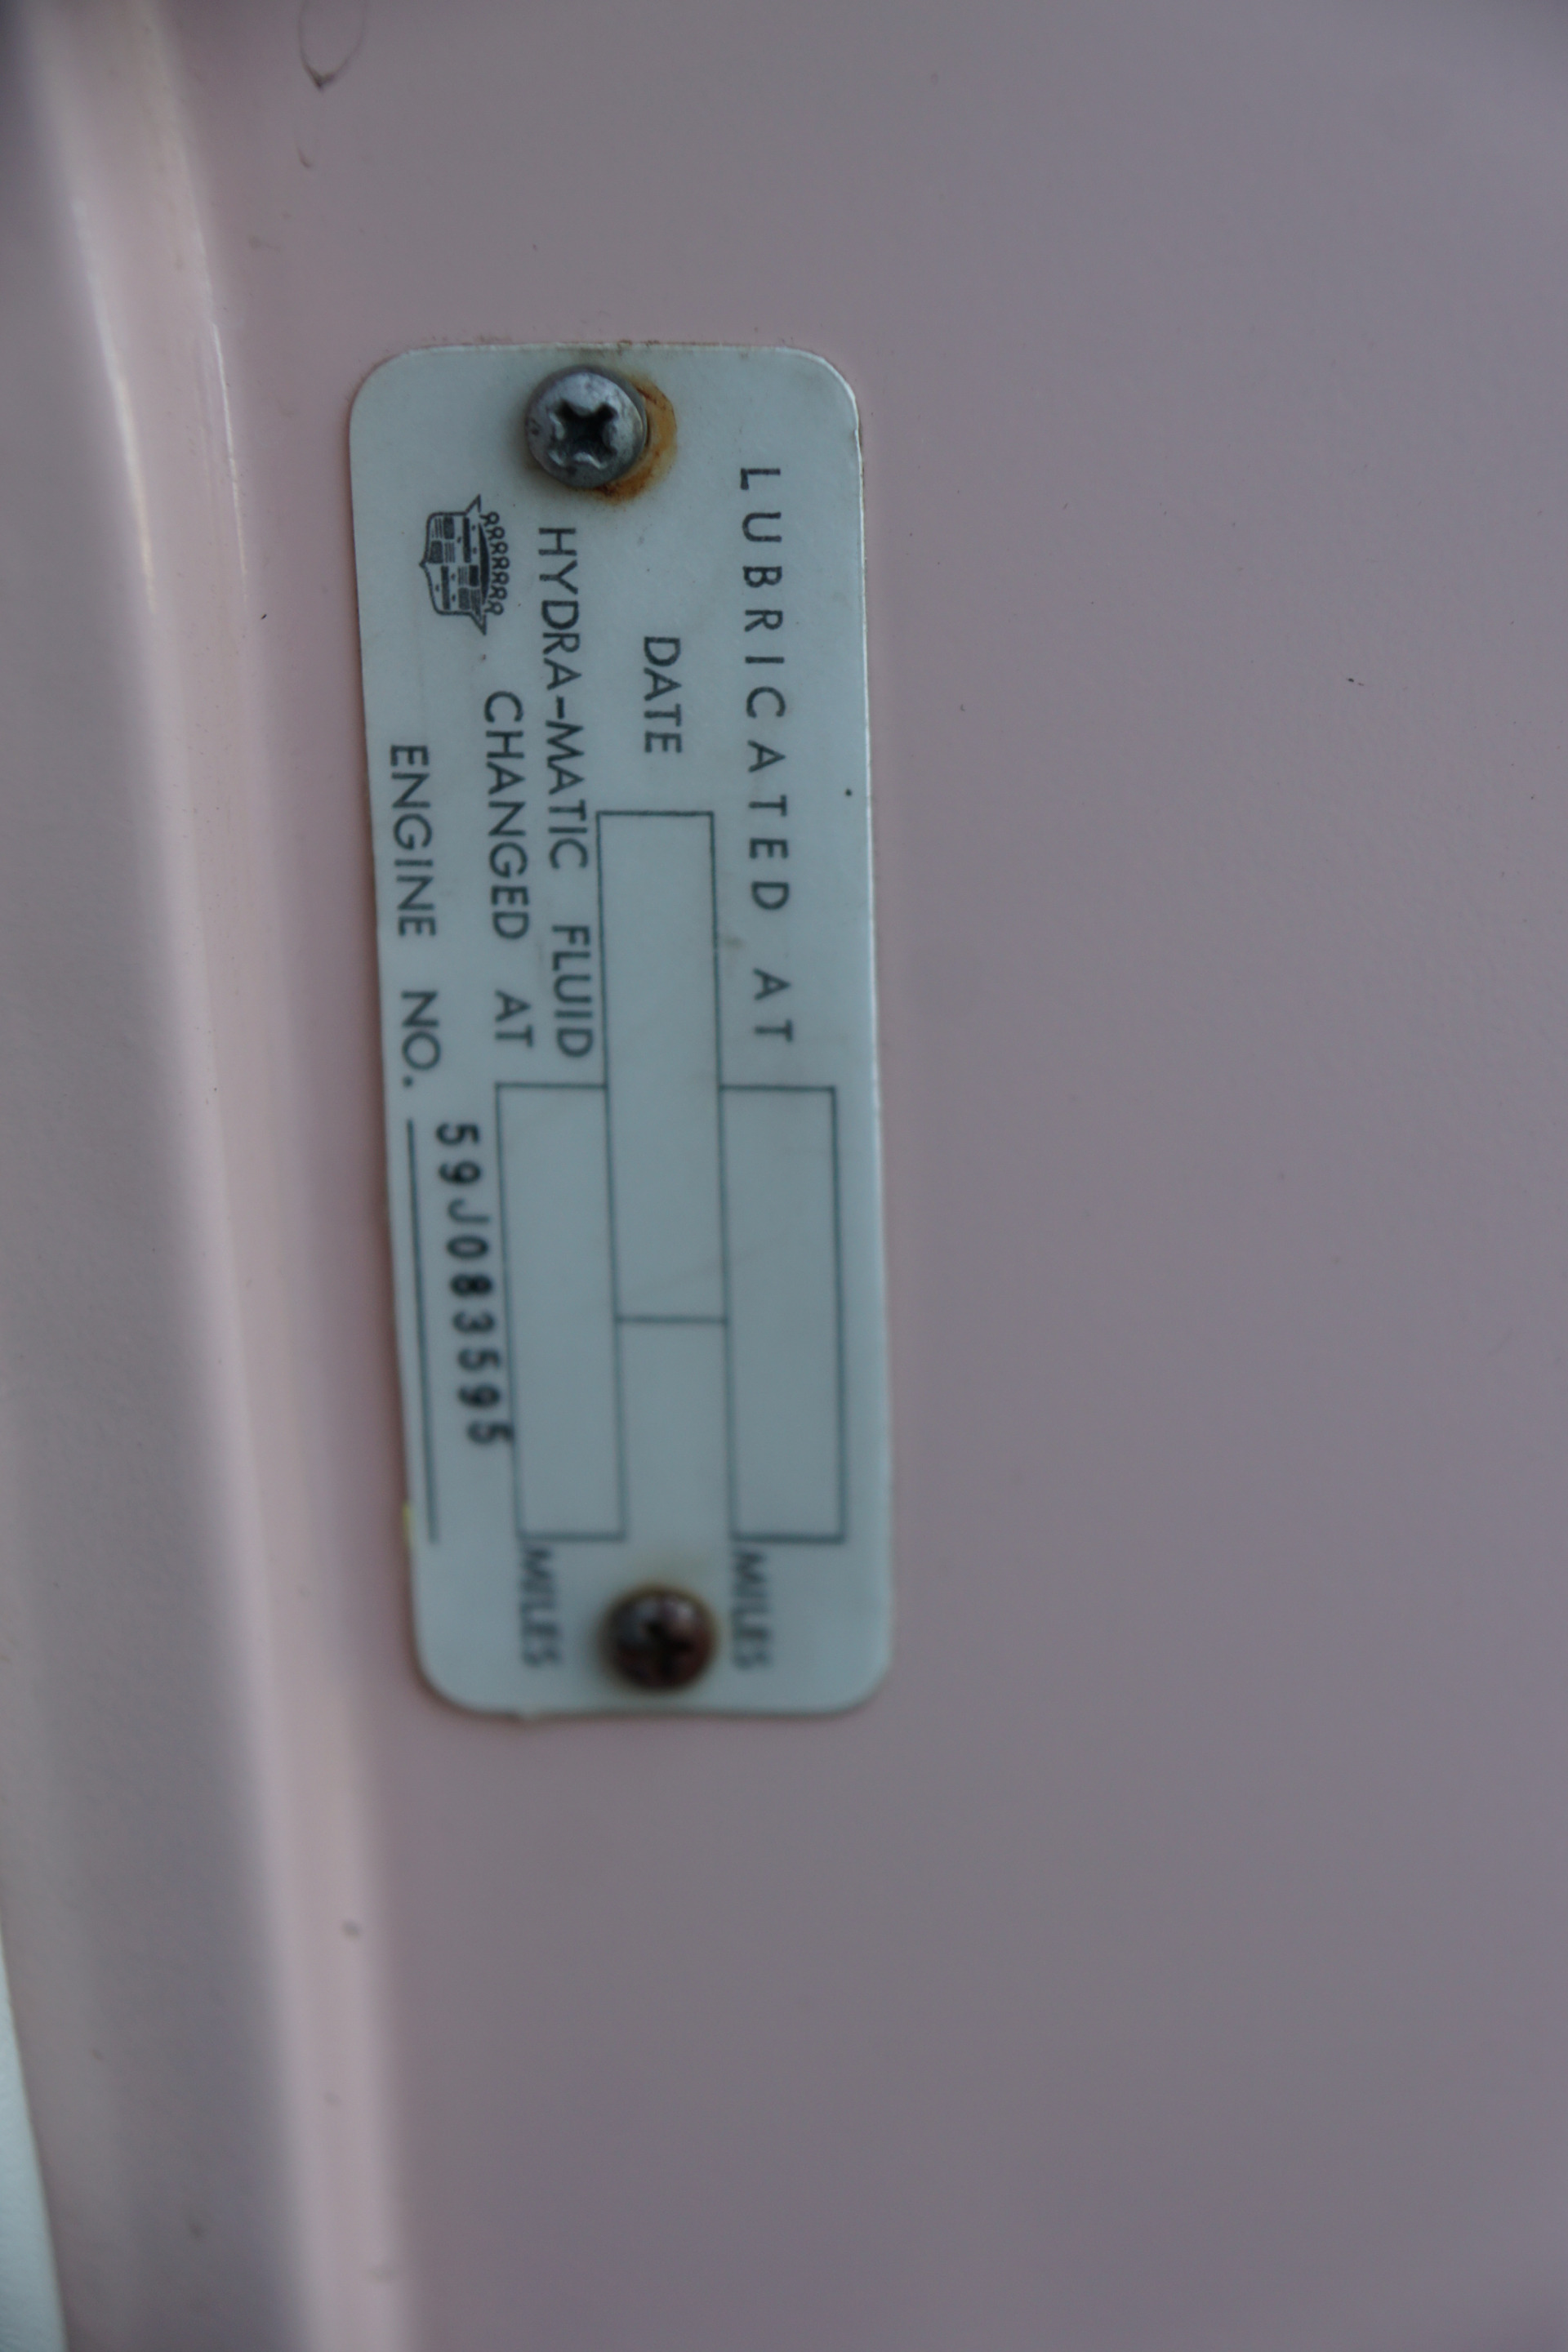 LUBRICATED AT MILES
DATE
HYDRA-MATIC FLUID
CHANGED AT MILES
ENGINE NO. 59J083595